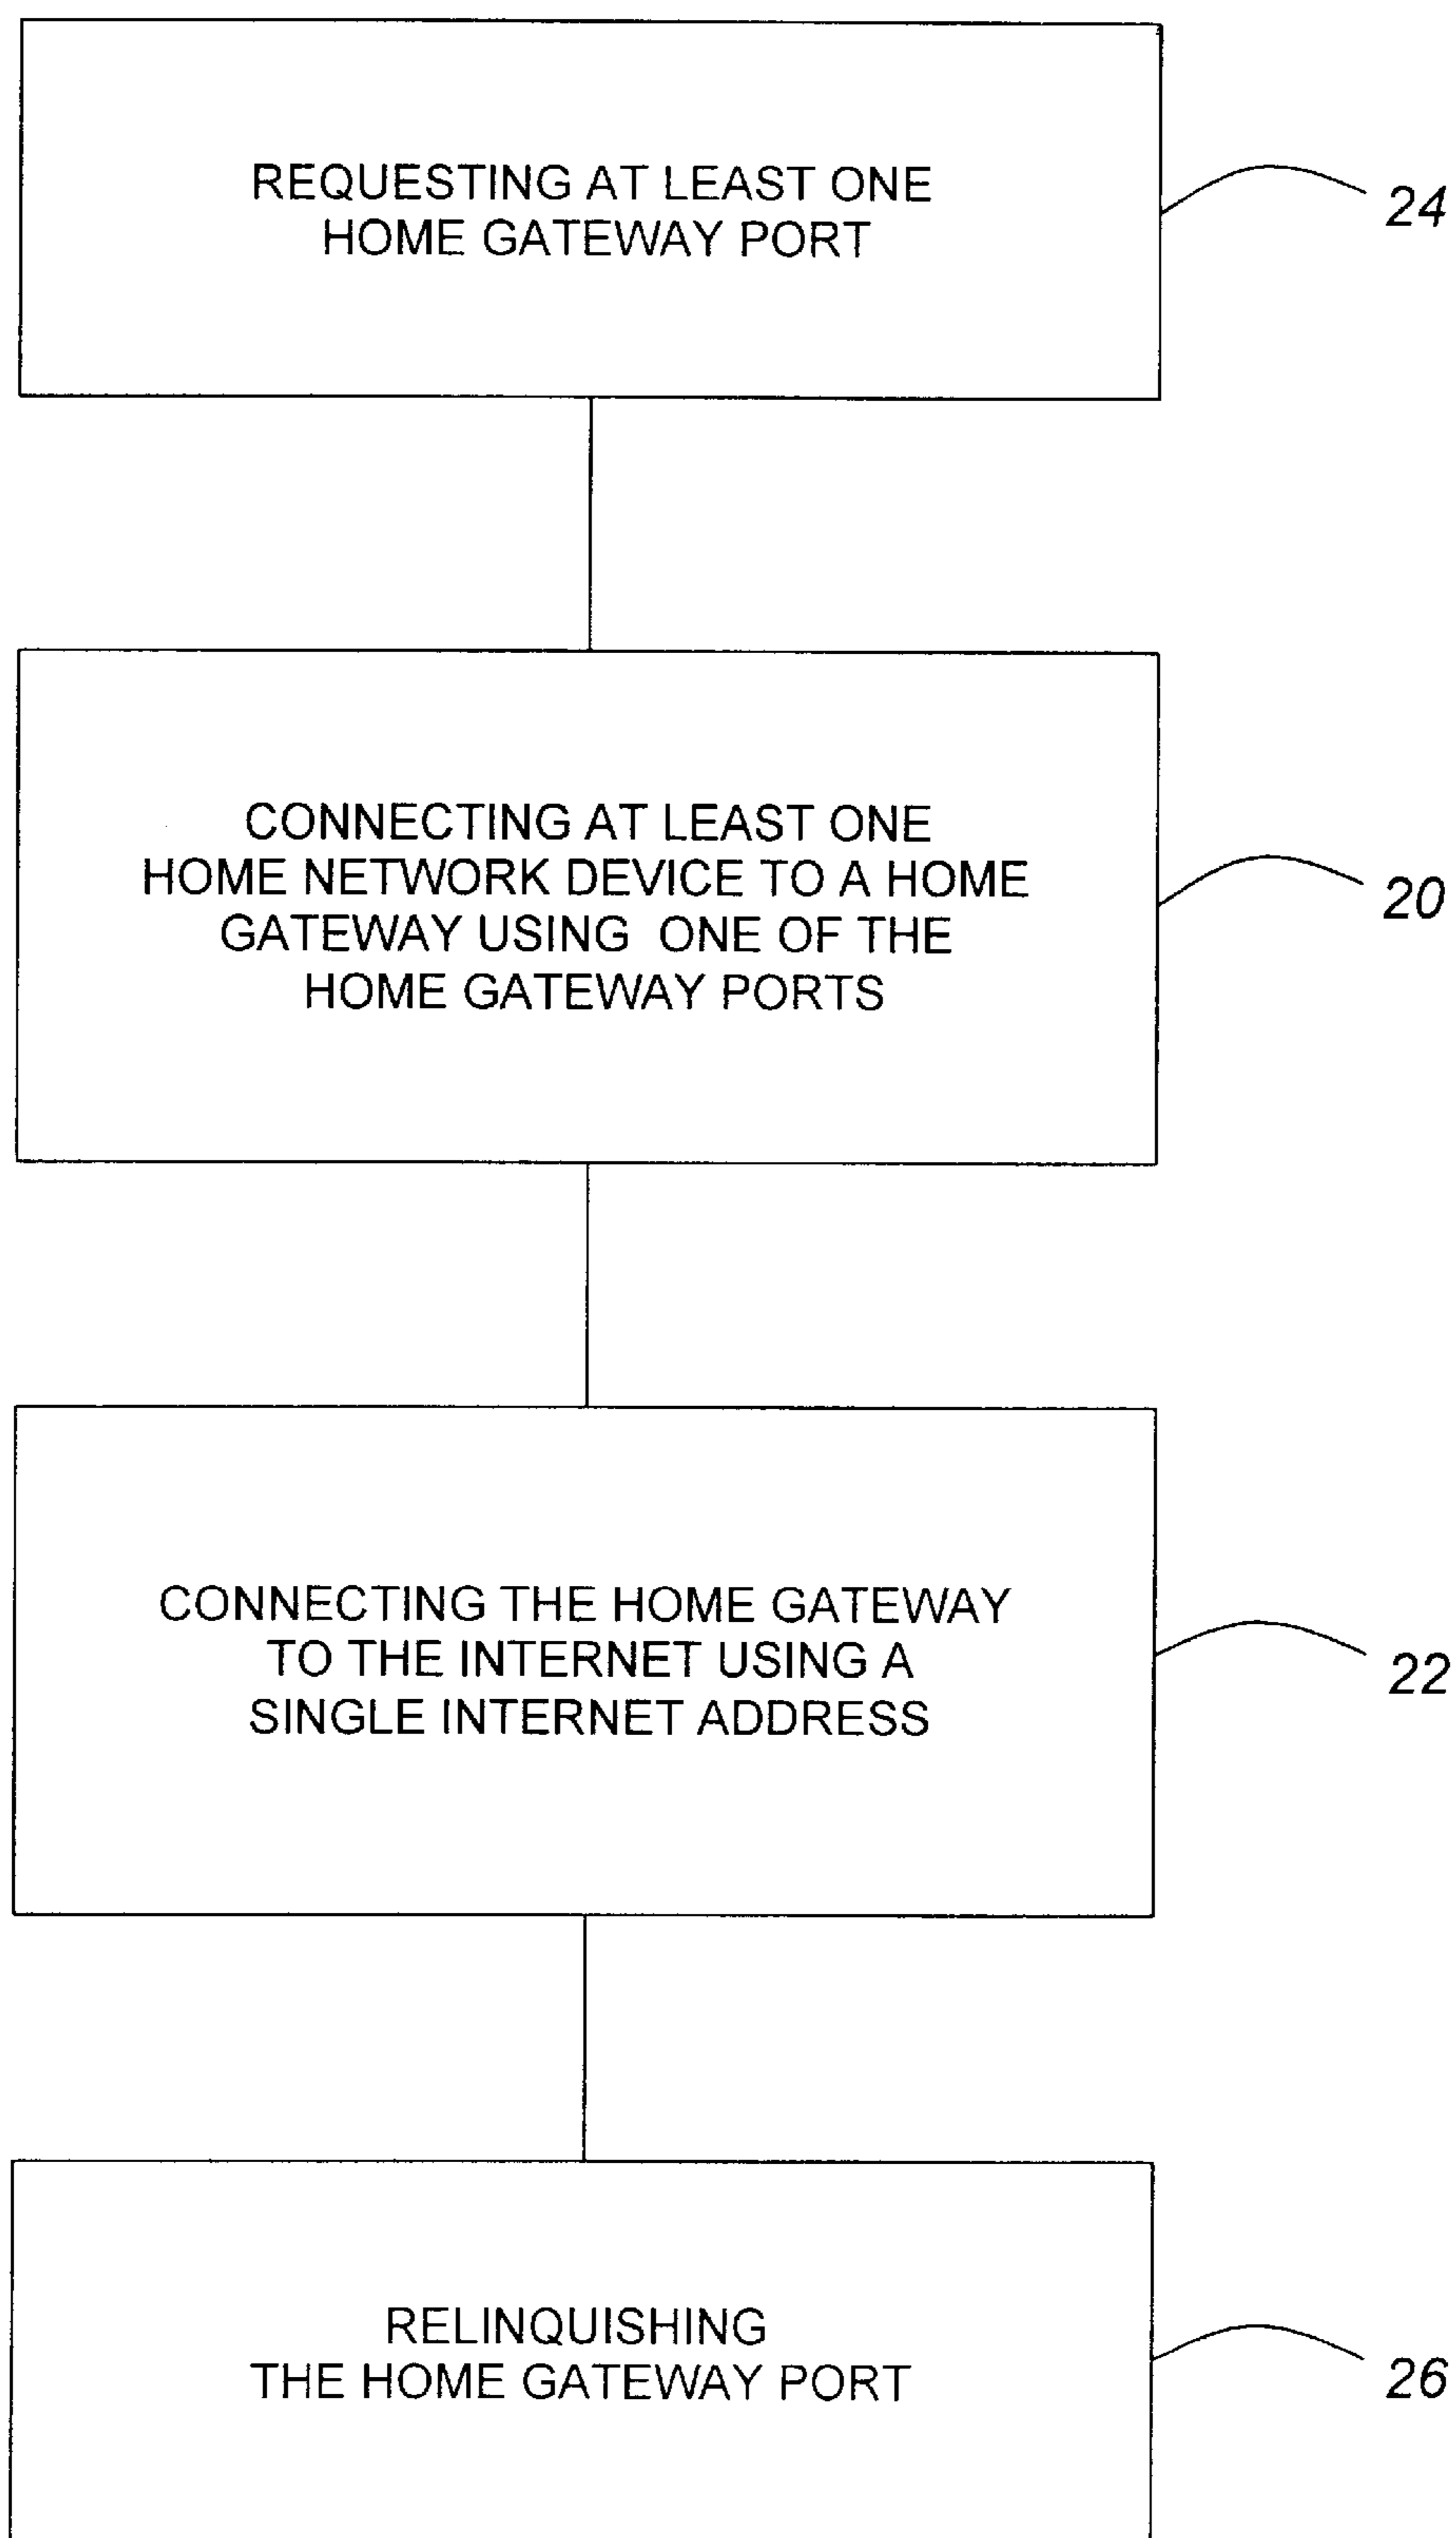 REQUESTING AT LEAST ONE
HOME GATEWAY PORT
24
CONNECTING AT LEAST ONE
HOME NETWORK DEVICE TO A HOME
GATEWAY USING ONE OF THE
HOME GATEWAY PORTS
20
CONNECTING THE HOME GATEWAY
TO THE INTERNET USING A
SINGLE INTERNET ADDRESS
22
RELINQUISHING
THE HOME GATEWAY PORT
26